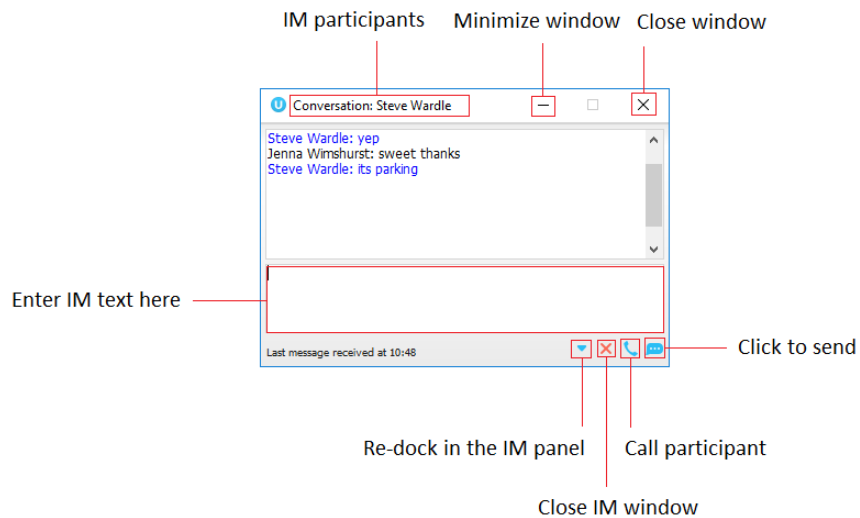 IM participants Minimize window Close window
U Conversation: Steve Wardle
Steve Wardle: yep
Jenna Wimshurst: sweet thanks
Steve Wardle: its parking
Enter IM text here
Last message received at 10:48
Click to send
Re-dock in the IM panel Call participant
Close IM window